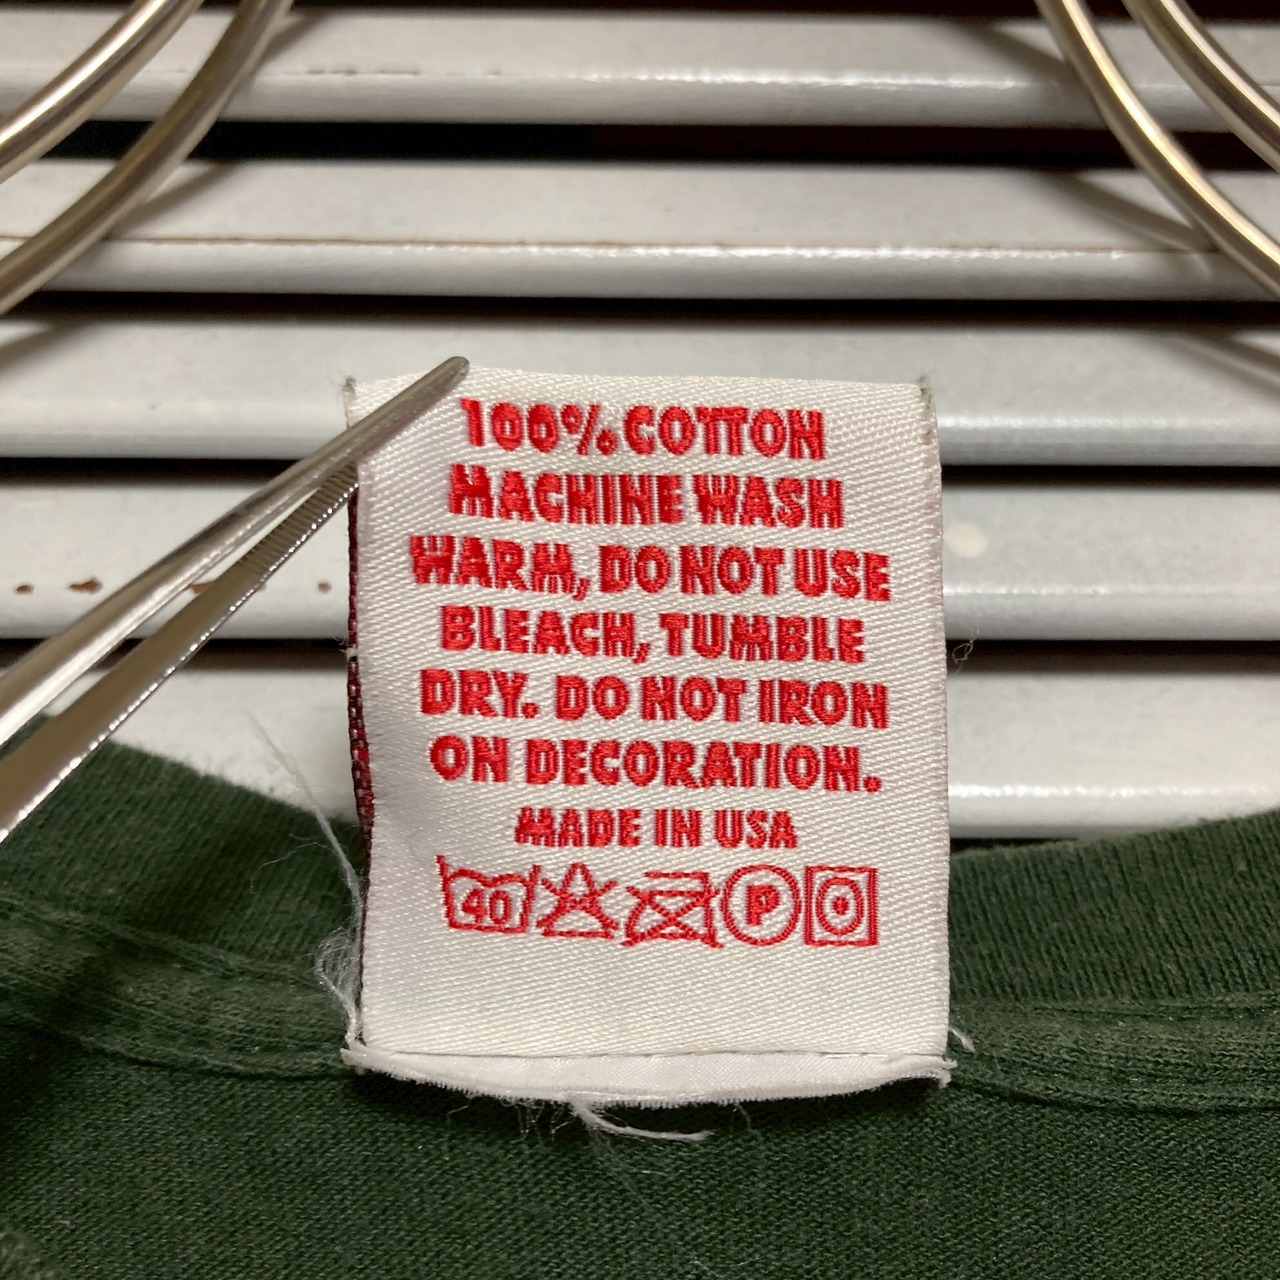 100% COTTON
MACHINE WASH
WARM, DO NOT USE
BLEACH, TUMBLE
DRY. DO NOT IRON
ON DECORATION.
MADE IN USA
40 P